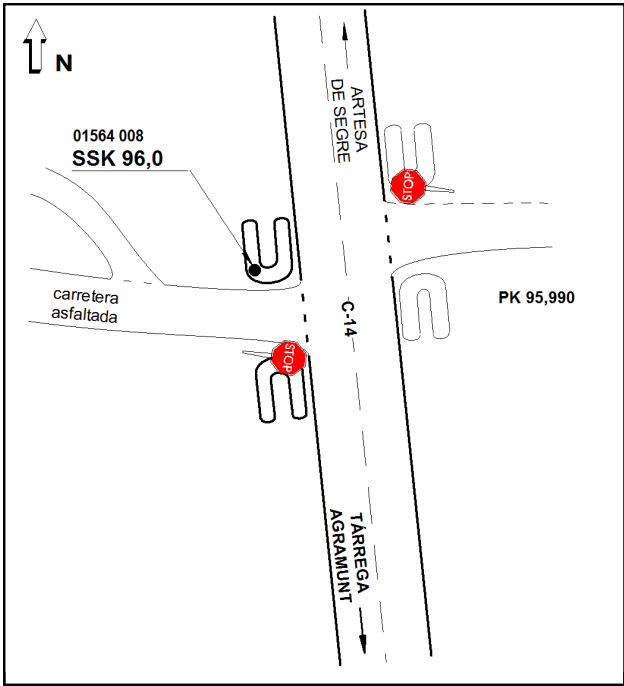 N
ARTESA
DE SEGRE
01564 008
SSK 96,0
STOP
carretera
asfaltada
C-14
PK 95,990
STOP
TÁRREGA
AGRAMUNT